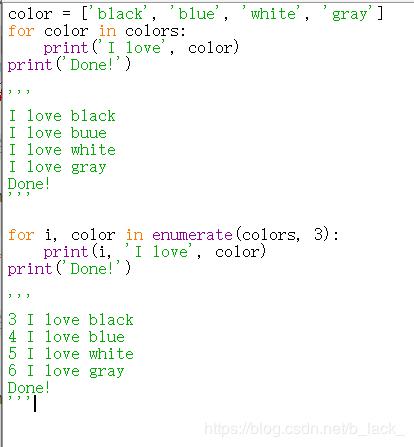 color = ['black', 'blue', 'white', 'gray']
for color in colors:
    print('I love', color)
print('Done!')
'''
I love black
I love buue
I love white
I love gray
Done!
'''
for i, color in enumerate(colors, 3):
    print(i, 'I love', color)
print('Done!')
'''
3 I love black
4 I love blue
5 I love white
6 I love gray
Done!
'''
https://blog.csdn.net/b_lack_